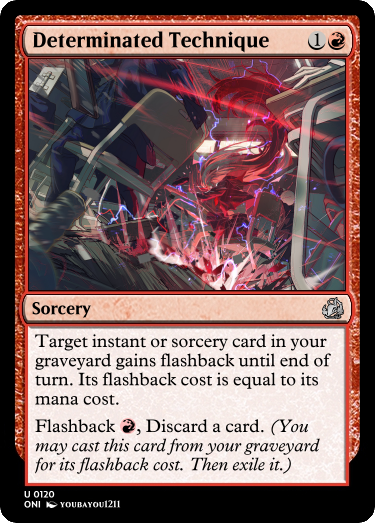 Determinated Technique 1
Sorcery
Target instant or sorcery card in your
graveyard gains flashback until end of
turn. Its flashback cost is equal to its
mana cost.
Flashback , Discard a card. (You
may cast this card from your graveyard
for its flashback cost. Then exile it.)
U 0120
ONI YOUBAYOU1211